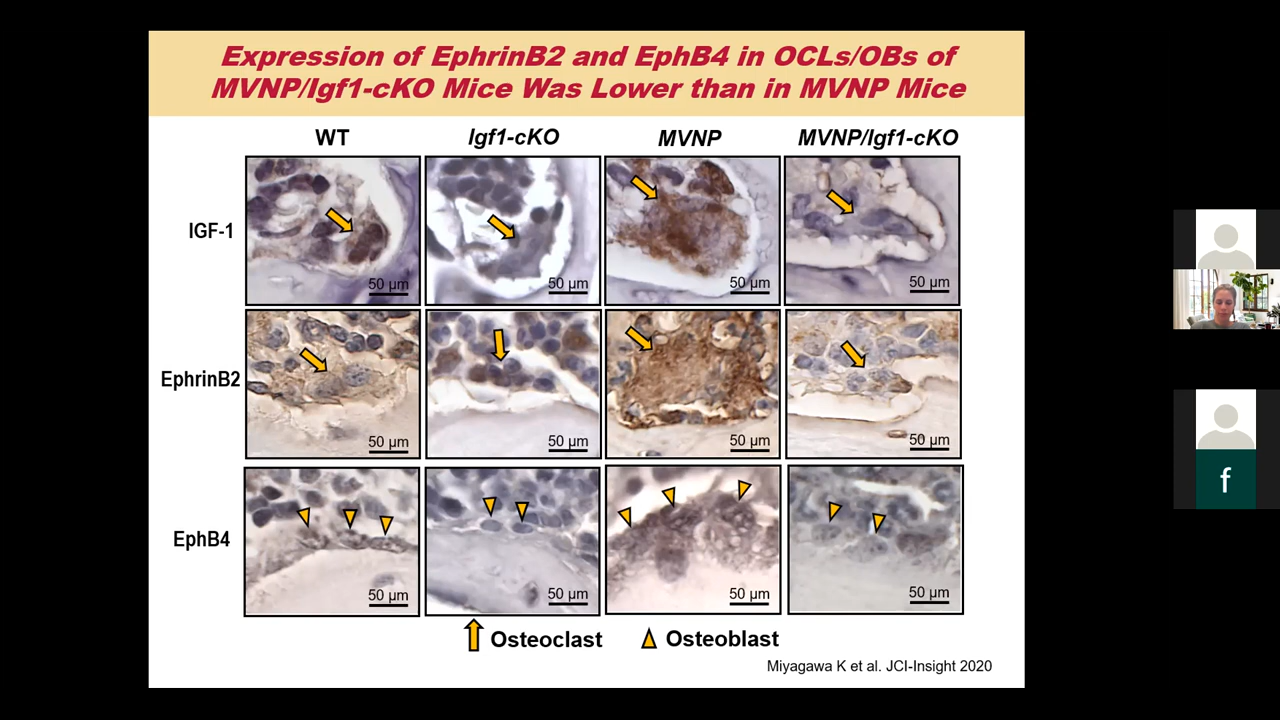 Expression of EphrinB2 and EphB4 in OCLs/OBs of
MVNP/Igf1-cKO Mice Was Lower than in MVNP Mice
WT Igf1-cKO MVNP MVNP/Igf1-cKO
IGF-1
50 µm 50 µm 50 µm 50 µm
EphrinB2
50 µm 50 µm 50 µm 50 µm
EphB4
50 µm 50 µm 50 µm 50 µm
Osteoclast Osteoblast
Miyagawa K et al. JCI-Insight 2020
f